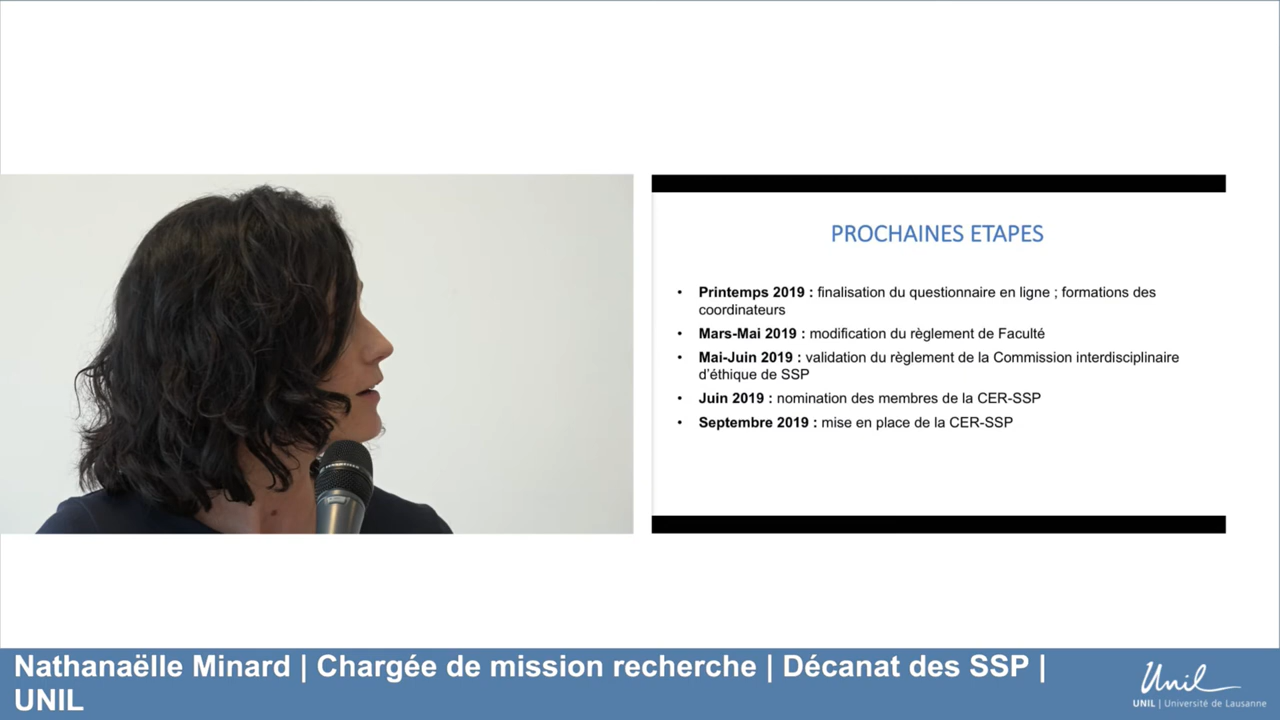 PROCHAINES ETAPES
• Printemps 2019 : finalisation du questionnaire en ligne ; formations des
coordinateurs
• Mars-Mai 2019 : modification du règlement de Faculté
• Mai-Juin 2019 : validation du règlement de la Commission interdisciplinaire
d'éthique de SSP
• Juin 2019 : nomination des membres de la CER-SSP
• Septembre 2019 : mise en place de la CER-SSP
Nathanaëlle Minard | Chargée de mission recherche | Décanat des SSP |
UNIL
Unil
UNIL | Université de Lausanne